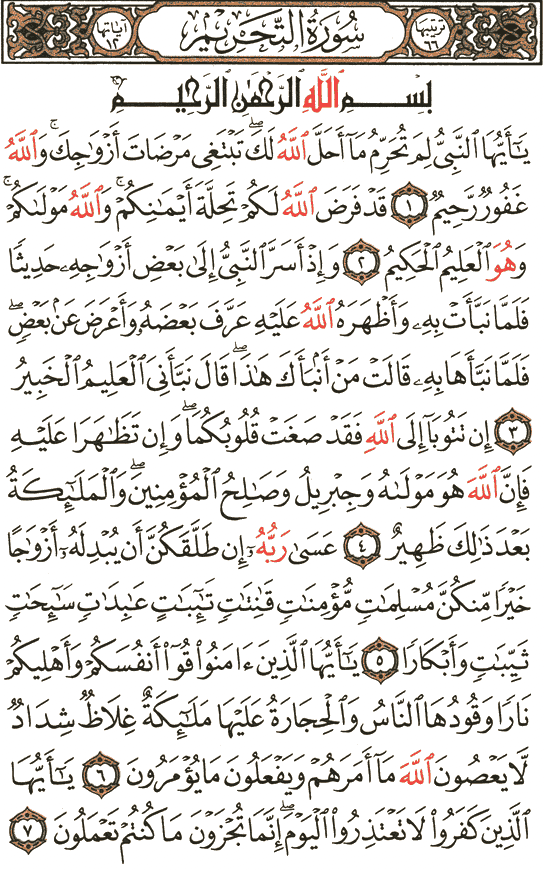 ترتيبها ٦٦ سُورَةُ التَّحْرِيمِ آياتها ١٢
بِسْمِ ٱللَّهِ ٱلرَّحْمَٰنِ ٱلرَّحِيمِ
يَٰٓأَيُّهَا ٱلنَّبِىُّ لِمَ تُحَرِّمُ مَآ أَحَلَّ ٱللَّهُ لَكَۖ تَبْتَغِى مَرْضَاتَ أَزْوَٰجِكَۚ وَٱللَّهُ
غَفُورٌ رَّحِيمٌ ١ قَدْ فَرَضَ ٱللَّهُ لَكُمْ تَحِلَّةَ أَيْمَٰنِكُمْۚ وَٱللَّهُ مَوْلَىٰكُمْۖ
وَهُوَ ٱلْعَلِيمُ ٱلْحَكِيمُ ٢ وَإِذْ أَسَرَّ ٱلنَّبِىُّ إِلَىٰ بَعْضِ أَزْوَٰجِهِۦ حَدِيثًا
فَلَمَّا نَبَّأَتْ بِهِۦ وَأَظْهَرَهُ ٱللَّهُ عَلَيْهِ عَرَّفَ بَعْضَهُۥ وَأَعْرَضَ عَنۢ بَعْضٍۖ
فَلَمَّا نَبَّأَهَا بِهِۦ قَالَتْ مَنْ أَنۢبَأَكَ هَٰذَاۖ قَالَ نَبَّأَنِىَ ٱلْعَلِيمُ ٱلْخَبِيرُ
٣ إِن تَتُوبَآ إِلَى ٱللَّهِ فَقَدْ صَغَتْ قُلُوبُكُمَاۖ وَإِن تَظَٰهَرَا عَلَيْهِ
فَإِنَّ ٱللَّهَ هُوَ مَوْلَىٰهُ وَجِبْرِيلُ وَصَٰلِحُ ٱلْمُؤْمِنِينَۖ وَٱلْمَلَٰٓئِكَةُ
بَعْدَ ذَٰلِكَ ظَهِيرٌ ٤ عَسَىٰ رَبُّهُۥٓ إِن طَلَّقَكُنَّ أَن يُبْدِلَهُۥٓ أَزْوَٰجًا
خَيْرًا مِّنكُنَّ مُسْلِمَٰتٍ مُّؤْمِنَٰتٍ قَٰنِتَٰتٍ تَٰٓئِبَٰتٍ عَٰبِدَٰتٍ سَٰٓئِحَٰتٍ
ثَيِّبَٰتٍ وَأَبْكَارًا ٥ يَٰٓأَيُّهَا ٱلَّذِينَ ءَامَنُوا۟ قُوٓا۟ أَنفُسَكُمْ وَأَهْلِيكُمْ
نَارًا وَقُودُهَا ٱلنَّاسُ وَٱلْحِجَارَةُ عَلَيْهَا مَلَٰٓئِكَةٌ غِلَاظٌ شِدَادٌ
لَّا يَعْصُونَ ٱللَّهَ مَآ أَمَرَهُمْ وَيَفْعَلُونَ مَا يُؤْمَرُونَ ٦ يَٰٓأَيُّهَا
ٱلَّذِينَ كَفَرُوا۟ لَا تَعْتَذِرُوا۟ ٱلْيَوْمَۖ إِنَّمَا تُجْزَوْنَ مَا كُنتُمْ تَعْمَلُونَ ٧